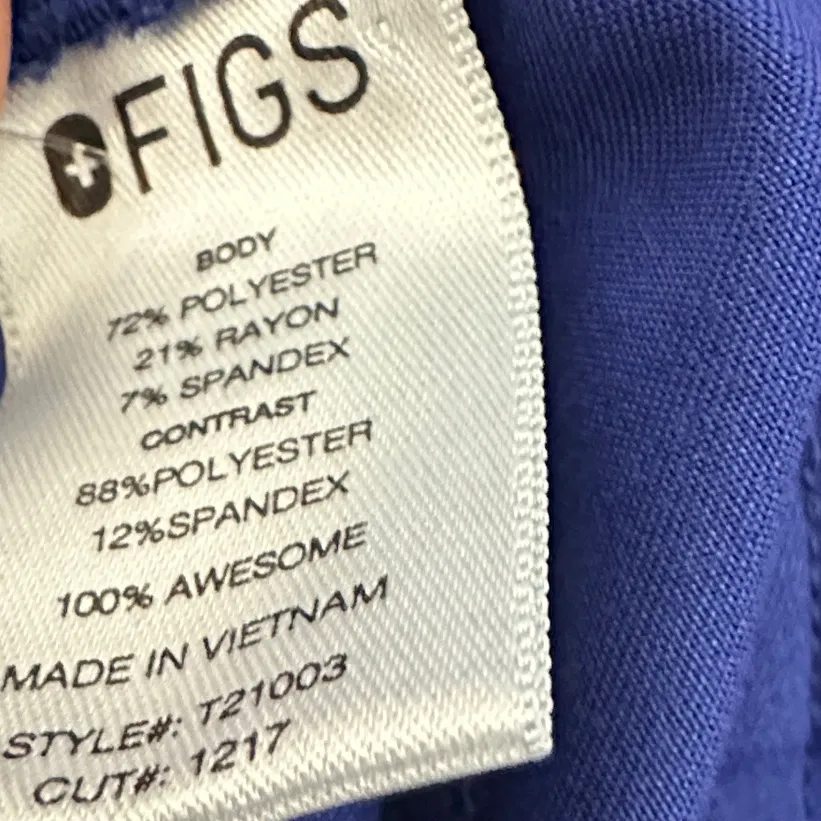 FIGS
BODY
72% POLYESTER
21% RAYON
7% SPANDEX
CONTRAST
88%POLYESTER
12%SPANDEX
100% AWESOME
MADE IN VIETNAM
STYLE#: T21003
CUT#: 1217